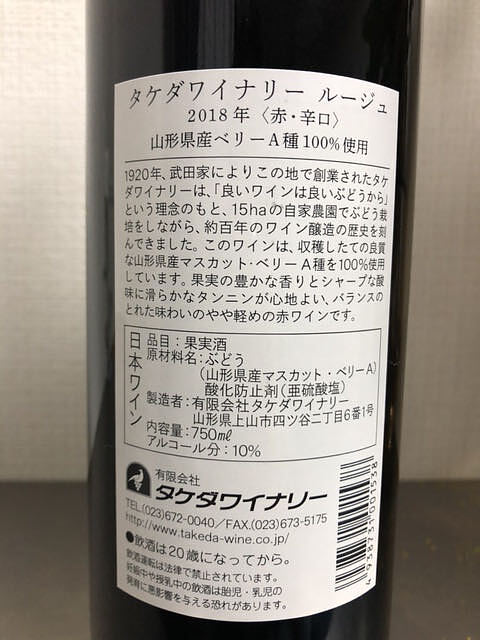 タケダワイナリー ルージュ
2018年〈赤・辛口〉
山形県産ベリーA種100%使用
1920年、武田家によりこの地で創業されたタケ
ダワイナリーは、「良いワインは良いぶどうから」
という理念のもと、15haの自家農園でぶどう栽
培をしながら、約百年のワイン醸造の歴史を刻
んできました。このワインは、収穫したての良質
な山形県産マスカット・ベリーA種を100%使用
しています。果実の豊かな香りとシャープな酸
味に滑らかなタンニンが心地よい、バランスの
とれた味わいのやや軽めの赤ワインです。
日本ワイン
品目：果実酒
原材料名：ぶどう
（山形県産マスカット・ベリーA）
酸化防止剤（亜硫酸塩）
製造者：有限会社タケダワイナリー
山形県上山市四ツ谷二丁目6番1号
内容量：750㎖
アルコール分：10%
有限会社
タケダワイナリー
TEL.(023)672-0040／FAX.(023)673-5175
http://www.takeda-wine.co.jp/
●飲酒は20歳になってから。
飲酒運転は法律で禁止されています。
妊娠中や授乳中の飲酒は胎児・乳児の
発育に悪影響を与える恐れがあります。
4938731001538